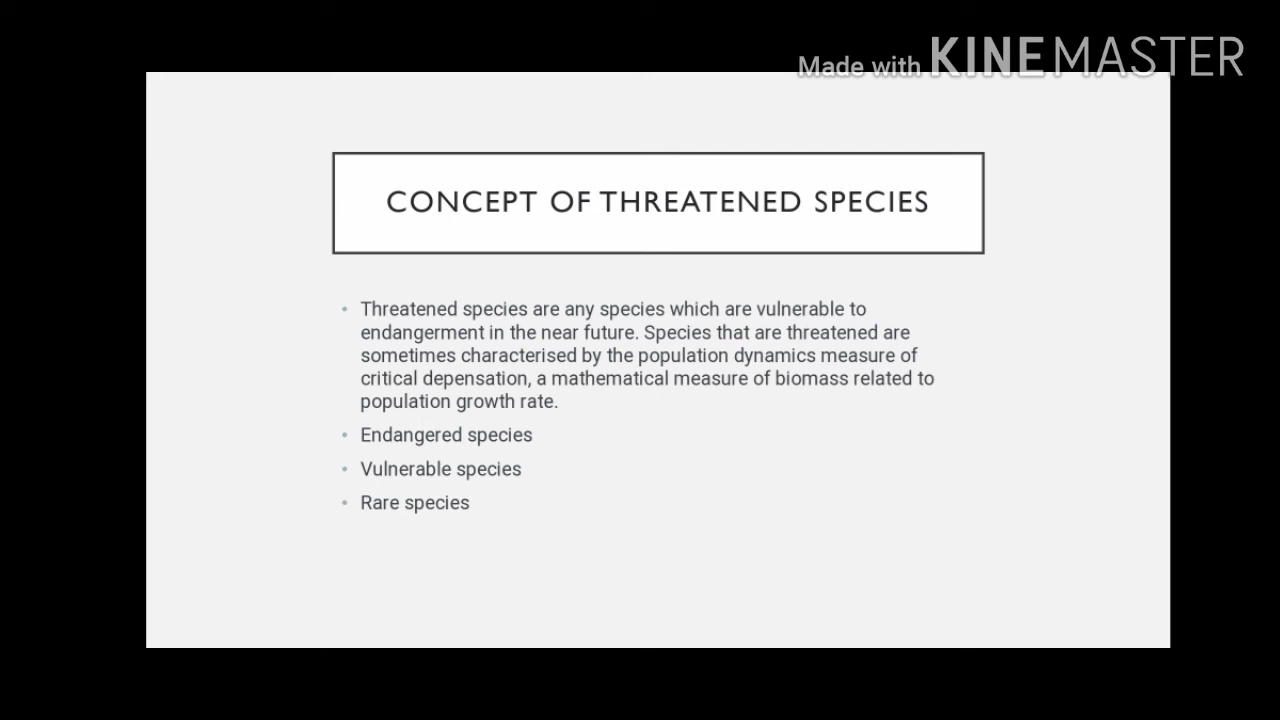 Made with KINEMASTER
CONCEPT OF THREATENED SPECIES
• Threatened species are any species which are vulnerable to
endangerment in the near future. Species that are threatened are
sometimes characterised by the population dynamics measure of
critical depensation, a mathematical measure of biomass related to
population growth rate.
• Endangered species
• Vulnerable species
• Rare species